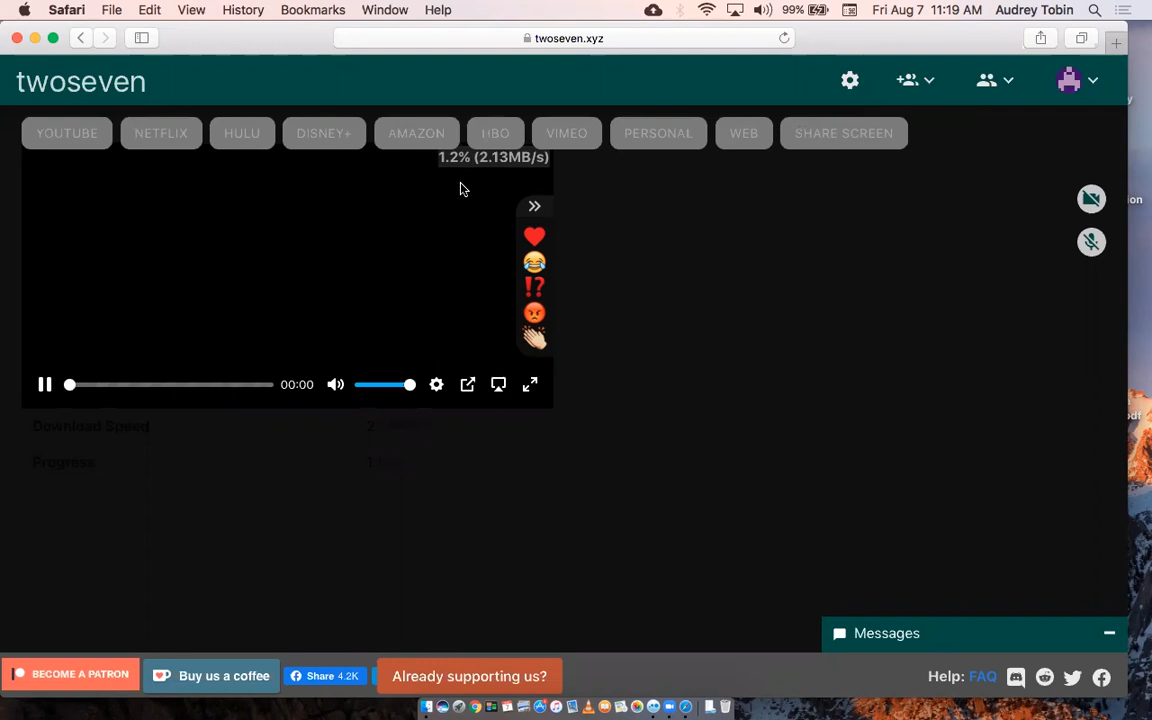 Safari File Edit View History Bookmarks Window Help 99% Fri Aug 7 11:19 AM Audrey Tobin
twoseven.xyz
twoseven
YOUTUBE NETFLIX HULU DISNEY+ AMAZON HBO VIMEO PERSONAL WEB SHARE SCREEN
1.2% (2.13MB/s)
00:00
Download Speed
Progress
Messages
BECOME A PATRON Buy us a coffee Share 4.2K Already supporting us? Help: FAQ